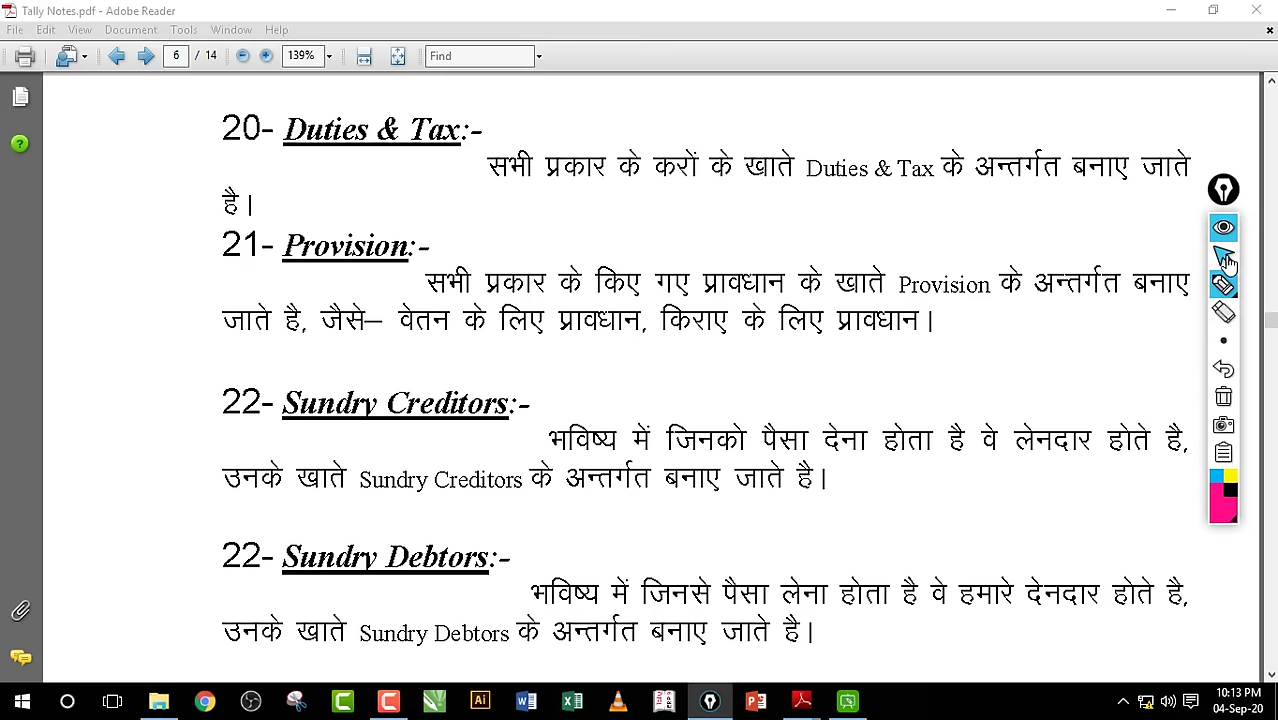 Tally Notes.pdf - Adobe Reader
File Edit View Document Tools Window Help
6 / 14 139% Find
20- Duties & Tax:-
सभी प्रकार के करों के खाते Duties & Tax के अन्तर्गत बनाए जाते
है।
21- Provision:-
सभी प्रकार के किए गए प्रावधान के खाते Provision के अन्तर्गत बनाए
जाते है, जैसे– वेतन के लिए प्रावधान, किराए के लिए प्रावधान।
22- Sundry Creditors:-
भविष्य में जिनको पैसा देना होता है वे लेनदार होते है,
उनके खाते Sundry Creditors के अन्तर्गत बनाए जाते है।
22- Sundry Debtors:-
भविष्य में जिनसे पैसा लेना होता है वे हमारे देनदार होते है,
उनके खाते Sundry Debtors के अन्तर्गत बनाए जाते है।
10:13 PM
04-Sep-20